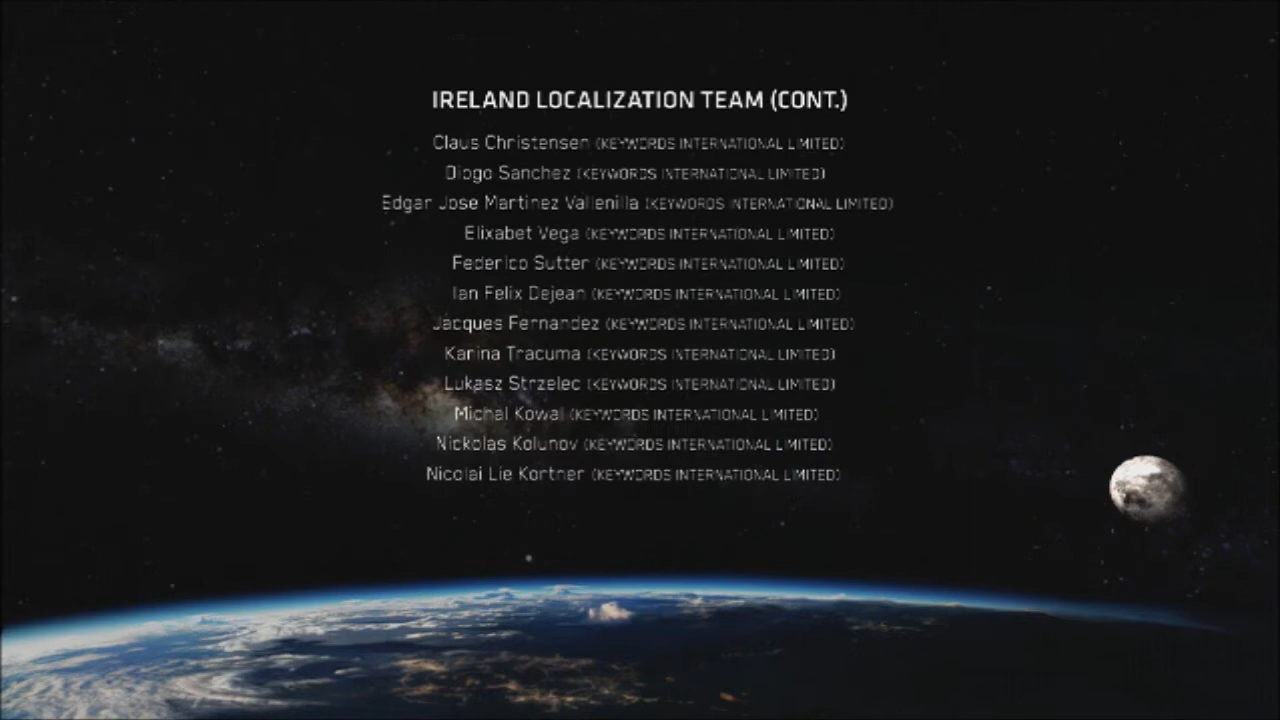 IRELAND LOCALIZATION TEAM (CONT.)
Claus Christensen (KEYWORDS INTERNATIONAL LIMITED)
Diogo Sanchez (KEYWORDS INTERNATIONAL LIMITED)
Edgar Jose Martinez Vallenilla (KEYWORDS INTERNATIONAL LIMITED)
Elixabet Vega (KEYWORDS INTERNATIONAL LIMITED)
Federico Sutter (KEYWORDS INTERNATIONAL LIMITED)
Ian Felix Dejean (KEYWORDS INTERNATIONAL LIMITED)
Jacques Fernandez (KEYWORDS INTERNATIONAL LIMITED)
Karina Tracuma (KEYWORDS INTERNATIONAL LIMITED)
Lukasz Strzelec (KEYWORDS INTERNATIONAL LIMITED)
Michal Kowal (KEYWORDS INTERNATIONAL LIMITED)
Nickolas Kolunov (KEYWORDS INTERNATIONAL LIMITED)
Nicolai Lie Kortner (KEYWORDS INTERNATIONAL LIMITED)